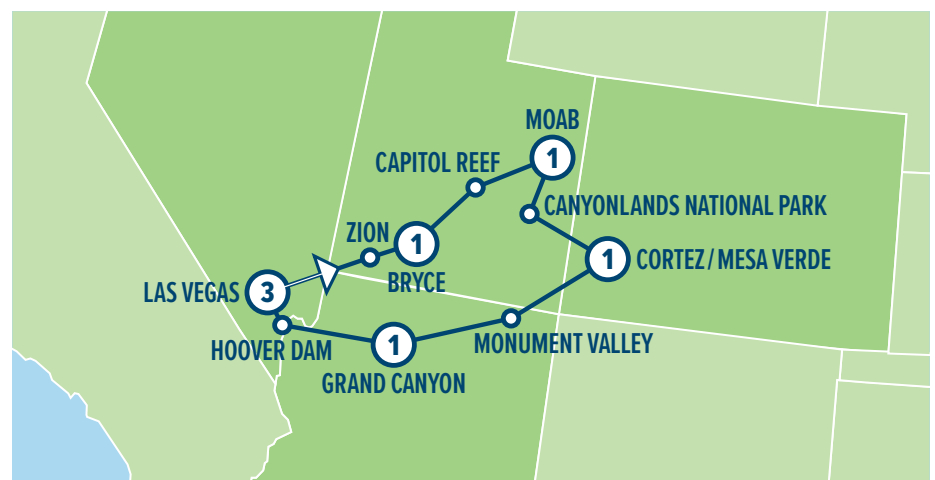 MOAB
1
CAPITOL REEF
CANYONLANDS NATIONAL PARK
ZION
1
BRYCE
1
CORTEZ / MESA VERDE
LAS VEGAS
3
HOOVER DAM
1
GRAND CANYON
MONUMENT VALLEY